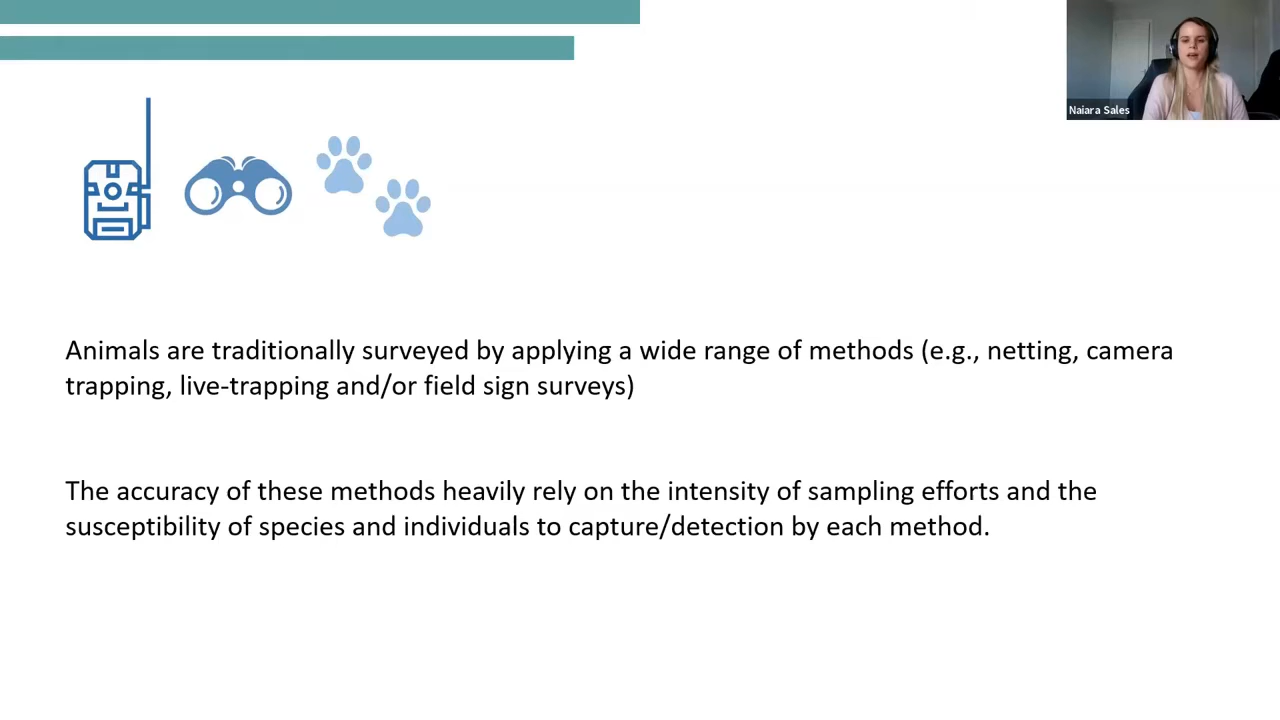 Naiara Sales
Animals are traditionally surveyed by applying a wide range of methods (e.g., netting, camera
trapping, live-trapping and/or field sign surveys)
The accuracy of these methods heavily rely on the intensity of sampling efforts and the
susceptibility of species and individuals to capture/detection by each method.